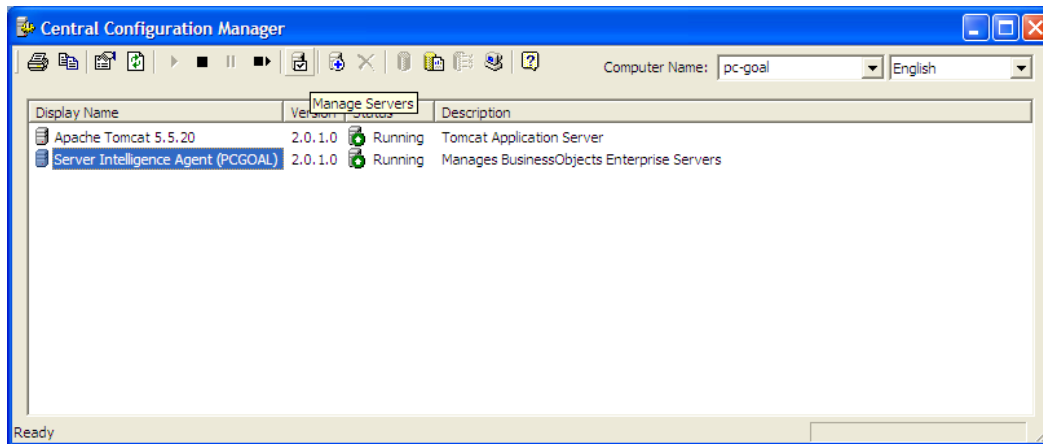 Central Configuration Manager
Computer Name: pc-goal English
Manage Servers
Display Name Version Status Description
Apache Tomcat 5.5.20 2.0.1.0 Running Tomcat Application Server
Server Intelligence Agent (PCGOAL) 2.0.1.0 Running Manages BusinessObjects Enterprise Servers
Ready